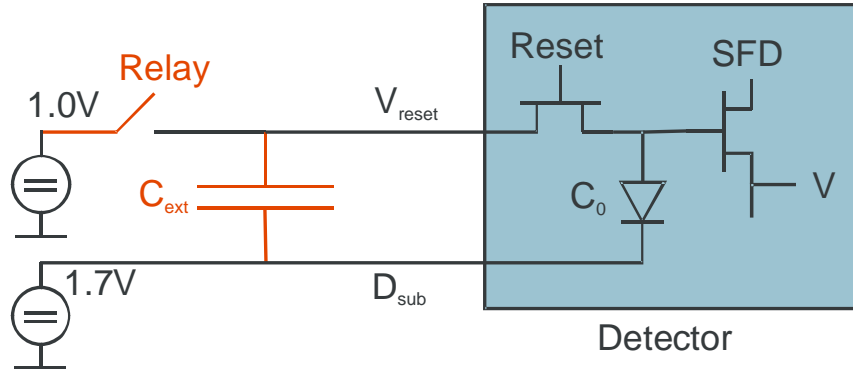 Reset
SFD
Relay
1.0V
V_reset
C_ext
C_0
V
1.7V
D_sub
Detector